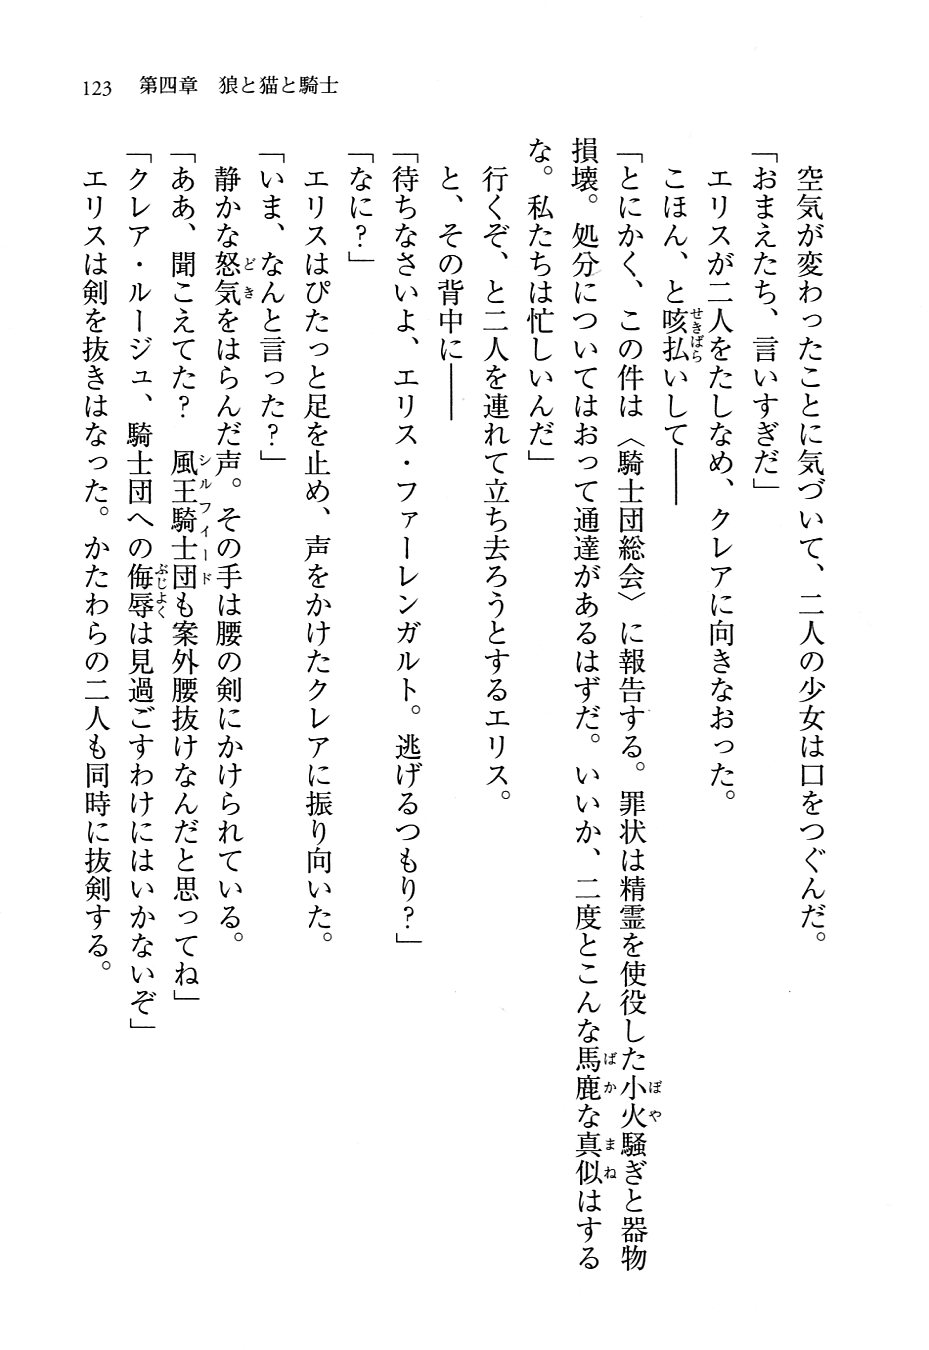 123　第四章　狼と猫と騎士
　空気が変わったことに気づいて、二人の少女は口をつぐんだ。
「おまえたち、言いすぎだ」
　エリスが二人をたしなめ、クレアに向きなおった。
　こほん、と咳払いして――
「とにかく、この件は〈騎士団総会〉に報告する。罪状は精霊を使役した小火騒ぎと器物
損壊。処分についてはおって通達があるはずだ。いいか、二度とこんな馬鹿な真似はする
な。私たちは忙しいんだ」
　行くぞ、と二人を連れて立ち去ろうとするエリス。
　と、その背中に――
「待ちなさいよ、エリス・ファーレンガルト。逃げるつもり？」
「なに？」
　エリスはぴたっと足を止め、声をかけたクレアに振り向いた。
「いま、なんと言った？」
　静かな怒気をはらんだ声。その手は腰の剣にかけられている。
「ああ、聞こえてた？　風王騎士団も案外腰抜けなんだと思ってね」
「クレア・ルージュ、騎士団への侮辱は見過ごすわけにはいかないぞ」
　エリスは剣を抜きはなった。かたわらの二人も同時に抜剣する。